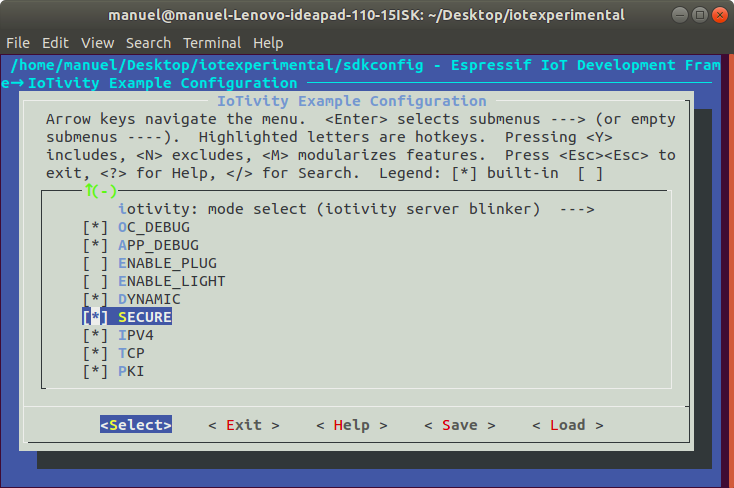 manuel@manuel-Lenovo-ideapad-110-15ISK: ~/Desktop/iotexperimental
File Edit View Search Terminal Help
/home/manuel/Desktop/iotexperimental/sdkconfig - Espressif IoT Development Fram
e→IoTivity Example Configuration
IoTivity Example Configuration
Arrow keys navigate the menu.  <Enter> selects submenus ---> (or empty
submenus ----).  Highlighted letters are hotkeys.  Pressing <Y>
includes, <N> excludes, <M> modularizes features.  Press <Esc><Esc> to
exit, <?> for Help, </> for Search.  Legend: [*] built-in  [ ]
↑(-)
iotivity: mode select (iotivity server blinker)  --->
[*] OC_DEBUG
[*] APP_DEBUG
[ ] ENABLE_PLUG
[ ] ENABLE_LIGHT
[*] DYNAMIC
[*] SECURE
[*] IPV4
[*] TCP
[*] PKI
<Select>    < Exit >    < Help >    < Save >    < Load >